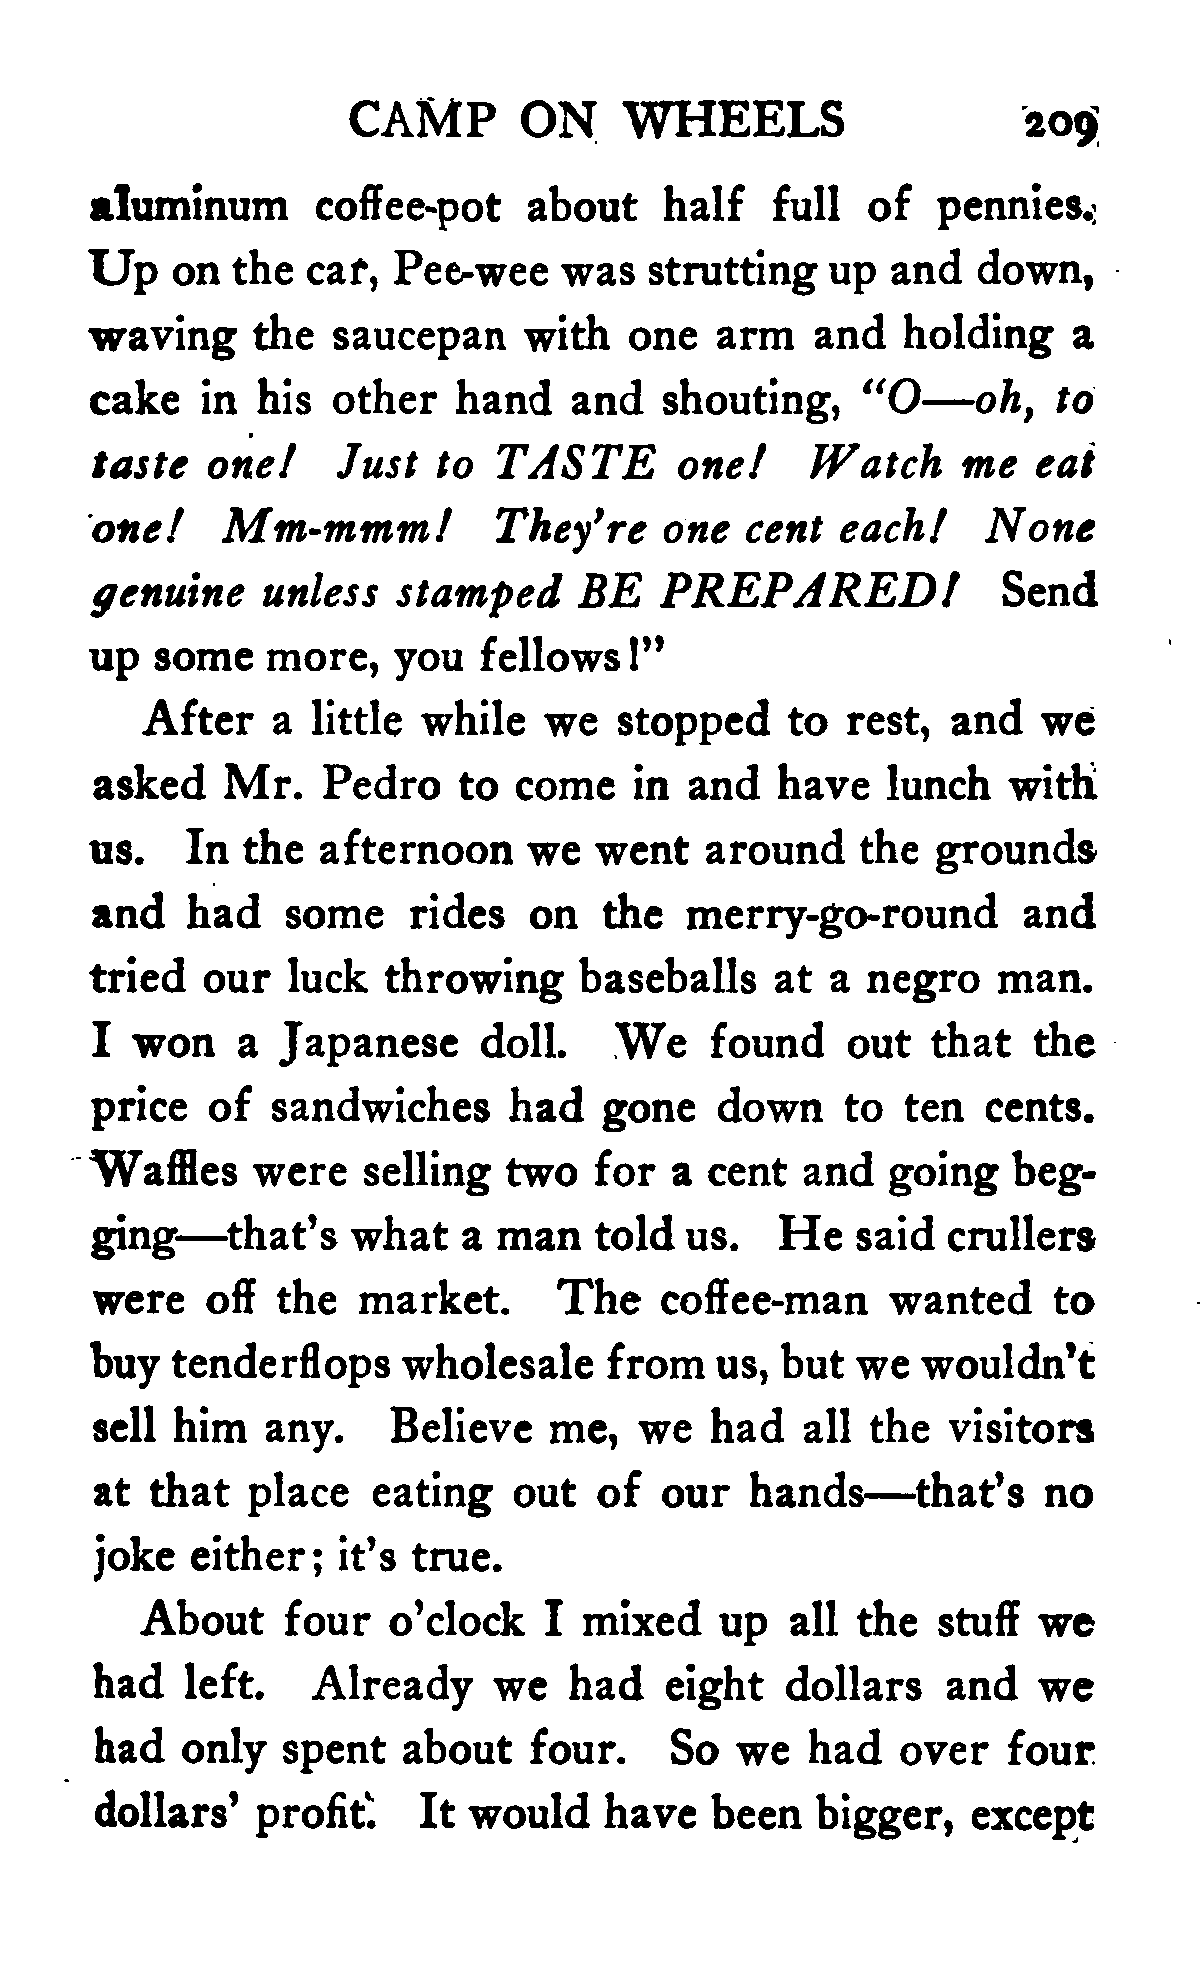 CAMP ON WHEELS 209
aluminum coffee-pot about half full of pennies.
Up on the car, Pee-wee was strutting up and down,
waving the saucepan with one arm and holding a
cake in his other hand and shouting, "O—oh, to
taste one! Just to TASTE one! Watch me eat
one! Mm-mmm! They're one cent each! None
genuine unless stamped BE PREPARED! Send
up some more, you fellows!"
After a little while we stopped to rest, and we
asked Mr. Pedro to come in and have lunch with
us. In the afternoon we went around the grounds
and had some rides on the merry-go-round and
tried our luck throwing baseballs at a negro man.
I won a Japanese doll. We found out that the
price of sandwiches had gone down to ten cents.
Waffles were selling two for a cent and going beg-
ging—that's what a man told us. He said crullers
were off the market. The coffee-man wanted to
buy tenderflops wholesale from us, but we wouldn't
sell him any. Believe me, we had all the visitors
at that place eating out of our hands—that's no
joke either; it's true.
About four o'clock I mixed up all the stuff we
had left. Already we had eight dollars and we
had only spent about four. So we had over four
dollars' profit. It would have been bigger, except